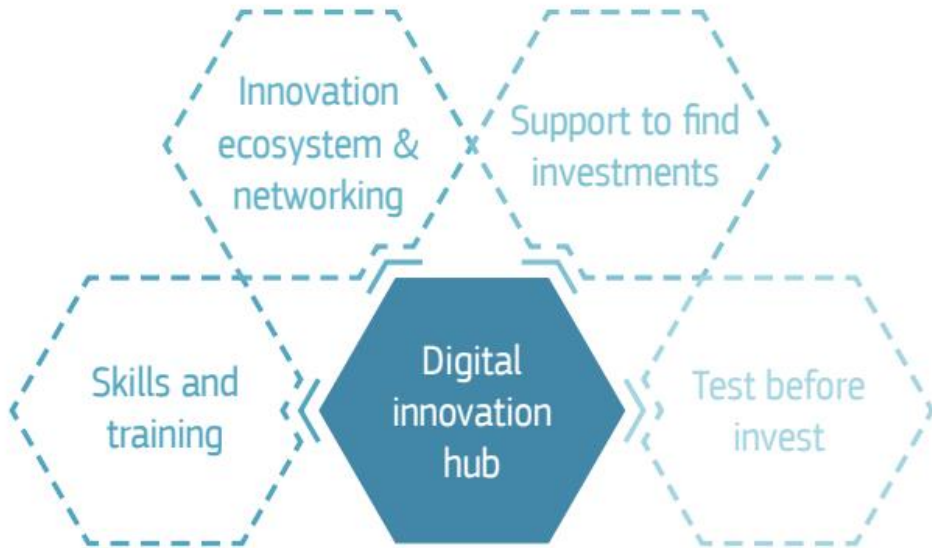 Innovation
ecosystem &
networking
Support to find
investments
Skills and
training
Digital
innovation
hub
Test before
invest